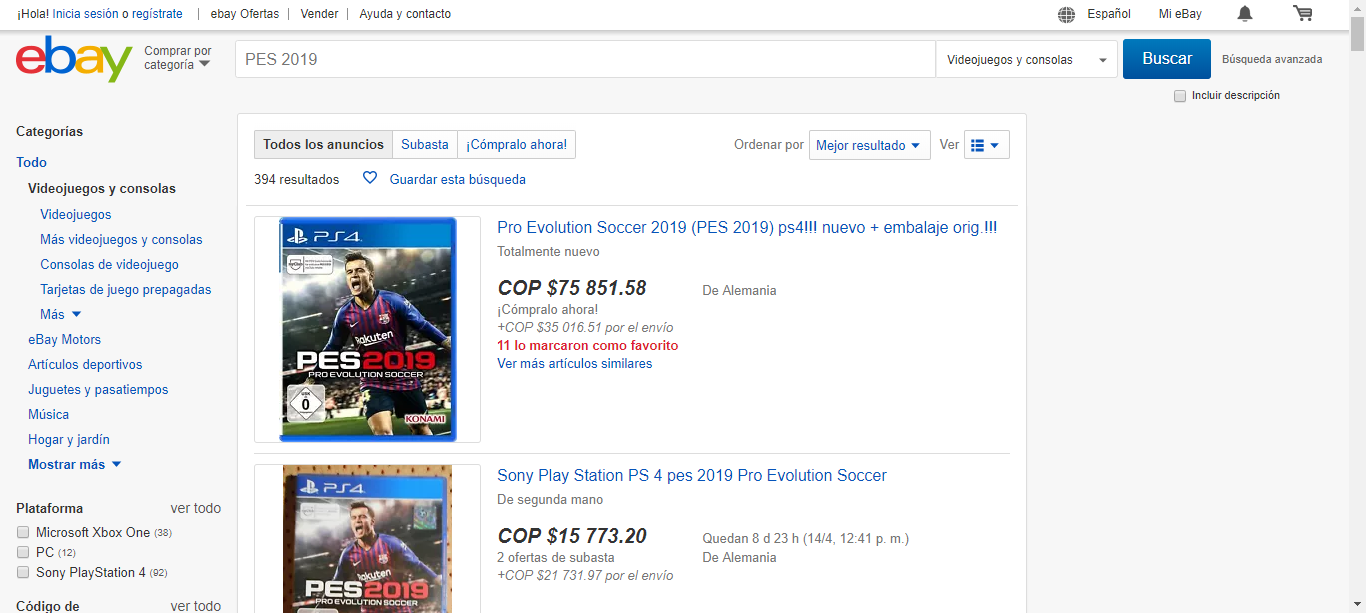 ¡Hola! Inicia sesión o regístrate | ebay Ofertas | Vender | Ayuda y contacto
Español Mi eBay
ebay
Comprar por
categoría
PES 2019
Videojuegos y consolas
Buscar
Búsqueda avanzada
Incluir descripción
Categorías
Todo
Videojuegos y consolas
Videojuegos
Más videojuegos y consolas
Consolas de videojuego
Tarjetas de juego prepagadas
Más
eBay Motors
Artículos deportivos
Juguetes y pasatiempos
Música
Hogar y jardín
Mostrar más
Plataforma ver todo
Microsoft Xbox One (38)
PC (12)
Sony PlayStation 4 (92)
Código de ver todo
Todos los anuncios Subasta ¡Cómpralo ahora!
Ordenar por Mejor resultado Ver
394 resultados Guardar esta búsqueda
PS4
Rakuten
PES2019
PRO EVOLUTION SOCCER
USK
0
KONAMI
Pro Evolution Soccer 2019 (PES 2019) ps4!!! nuevo + embalaje orig.!!!
Totalmente nuevo
COP $75 851.58 De Alemania
¡Cómpralo ahora!
+COP $35 016.51 por el envío
11 lo marcaron como favorito
Ver más artículos similares
PS4
Rakuten
PES2019
PRO EVOLUTION SOCCER
Sony Play Station PS 4 pes 2019 Pro Evolution Soccer
De segunda mano
COP $15 773.20 Quedan 8 d 23 h (14/4, 12:41 p. m.)
2 ofertas de subasta De Alemania
+COP $21 731.97 por el envío